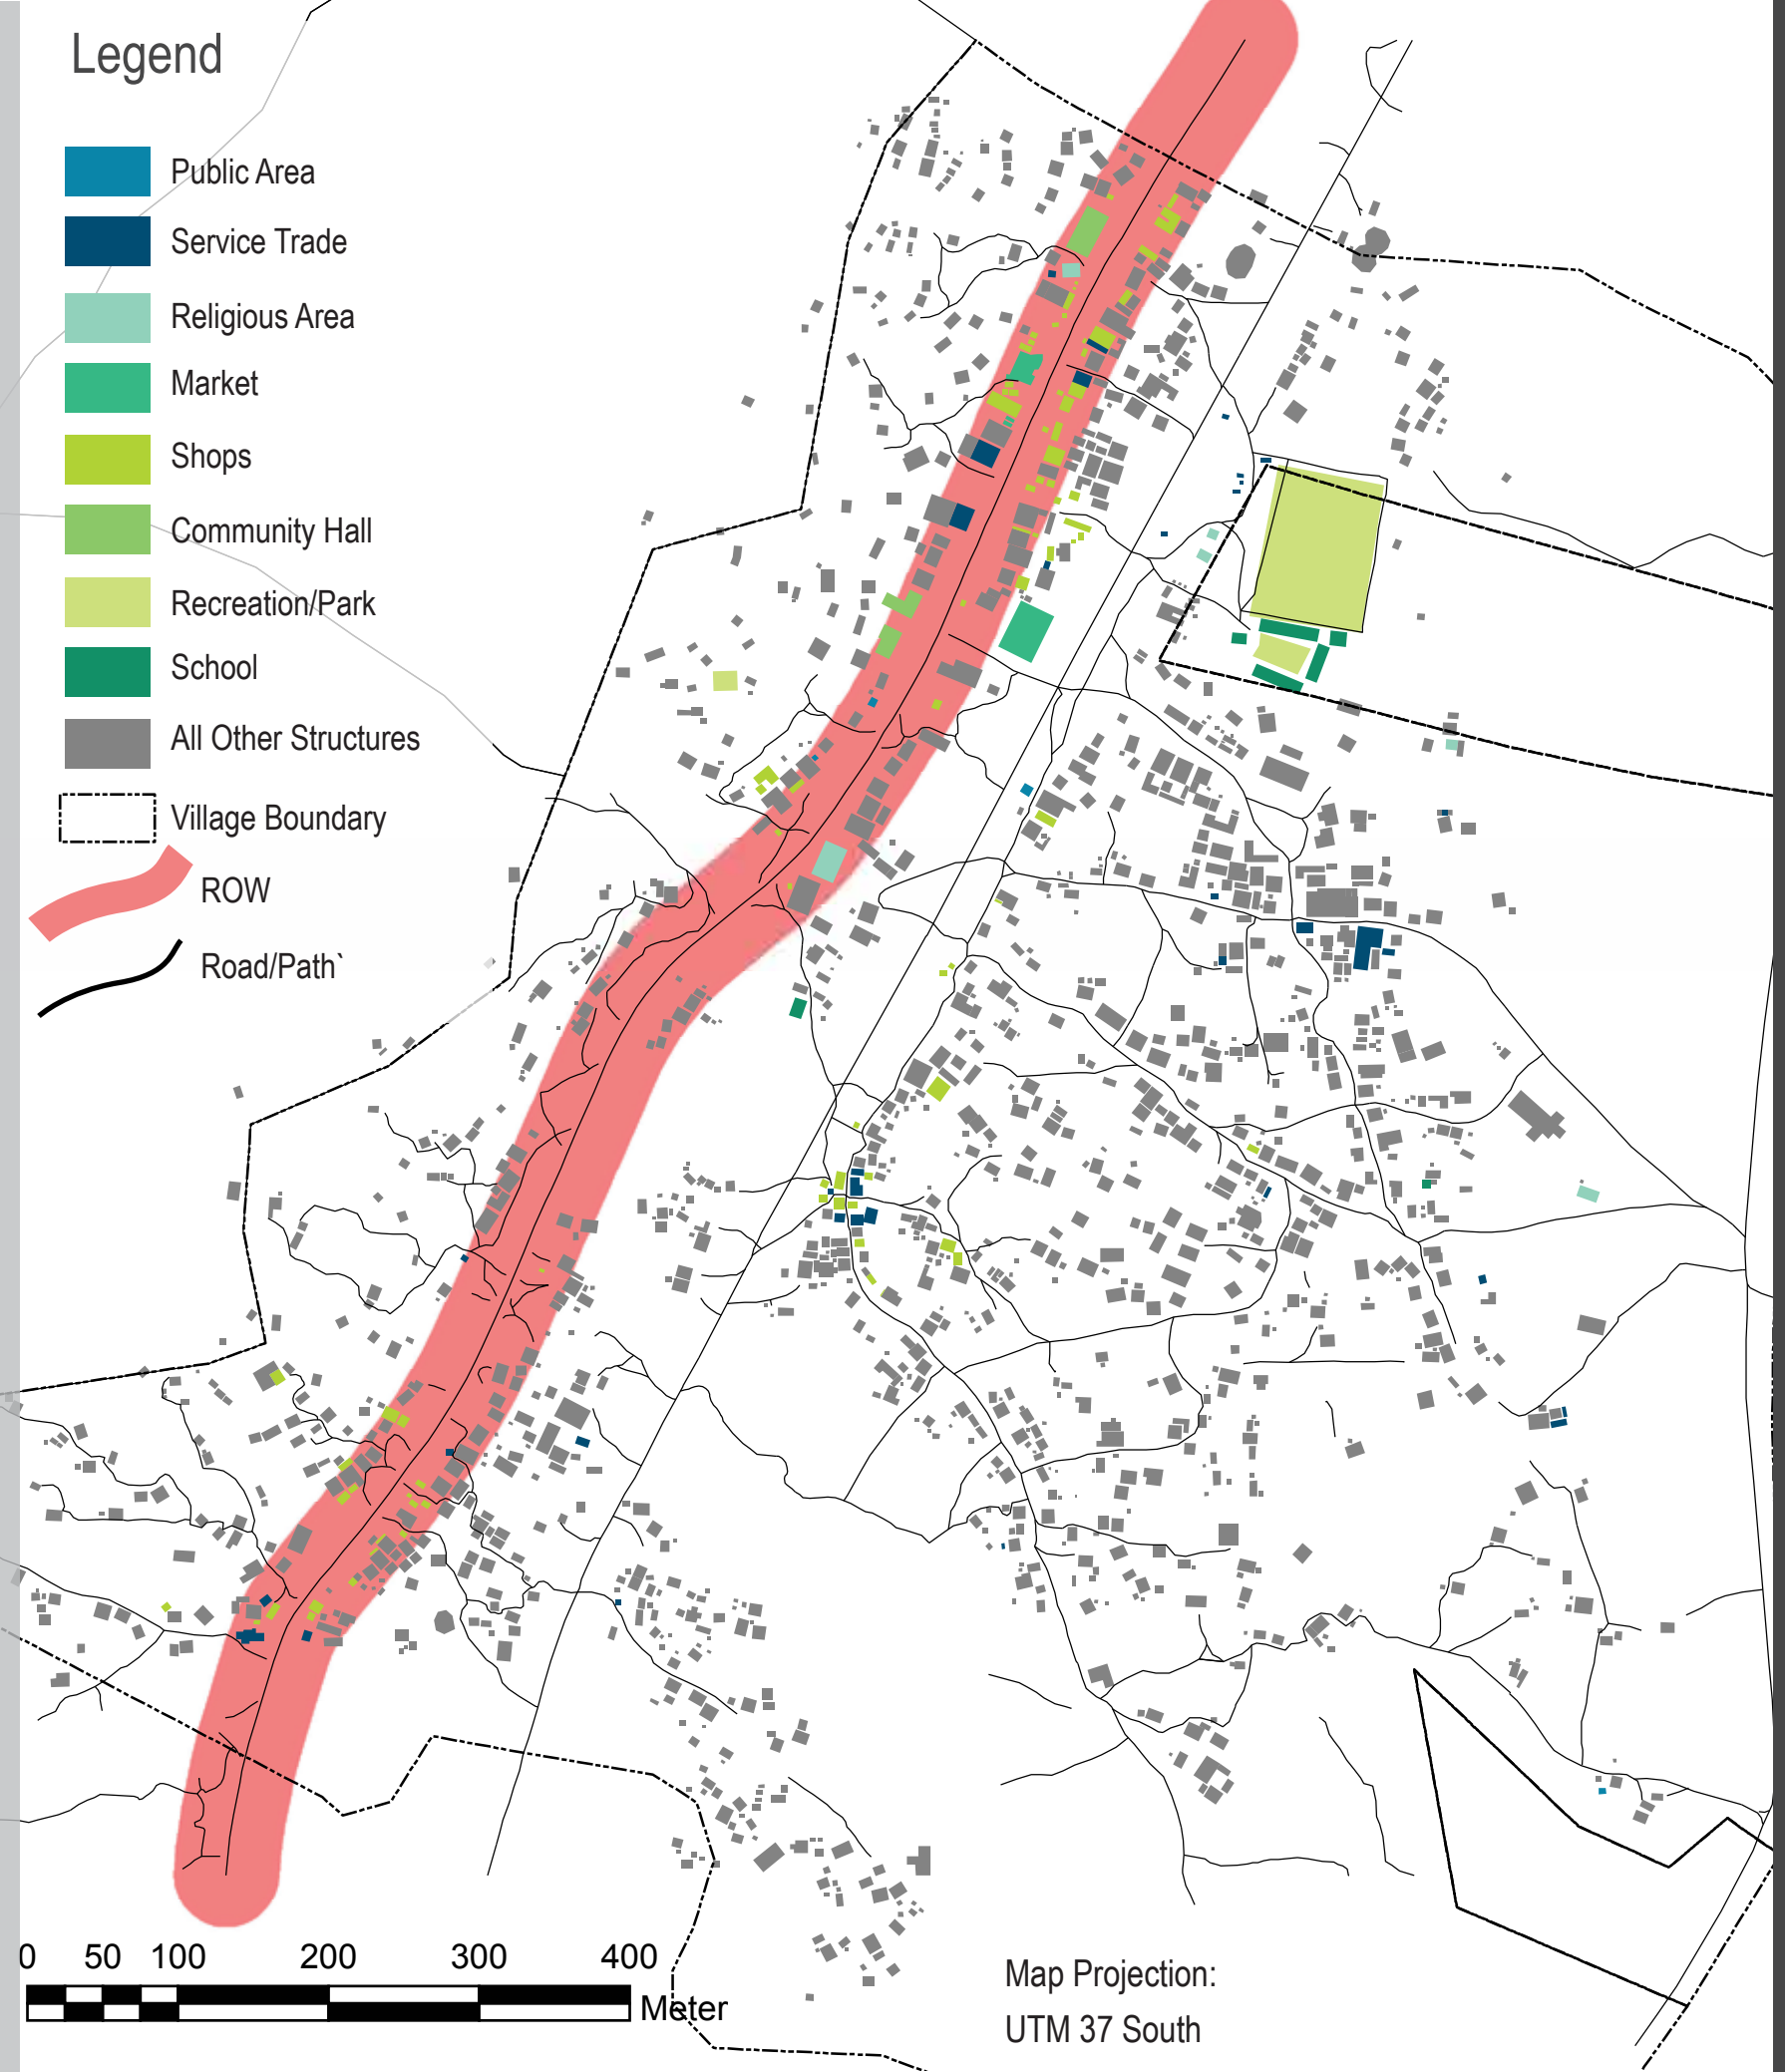 Legend
Public Area
Service Trade
Religious Area
Market
Shops
Community Hall
Recreation/Park
School
All Other Structures
Village Boundary
ROW
Road/Path`
0 50 100 200 300 400
Meter
Map Projection:
UTM 37 South